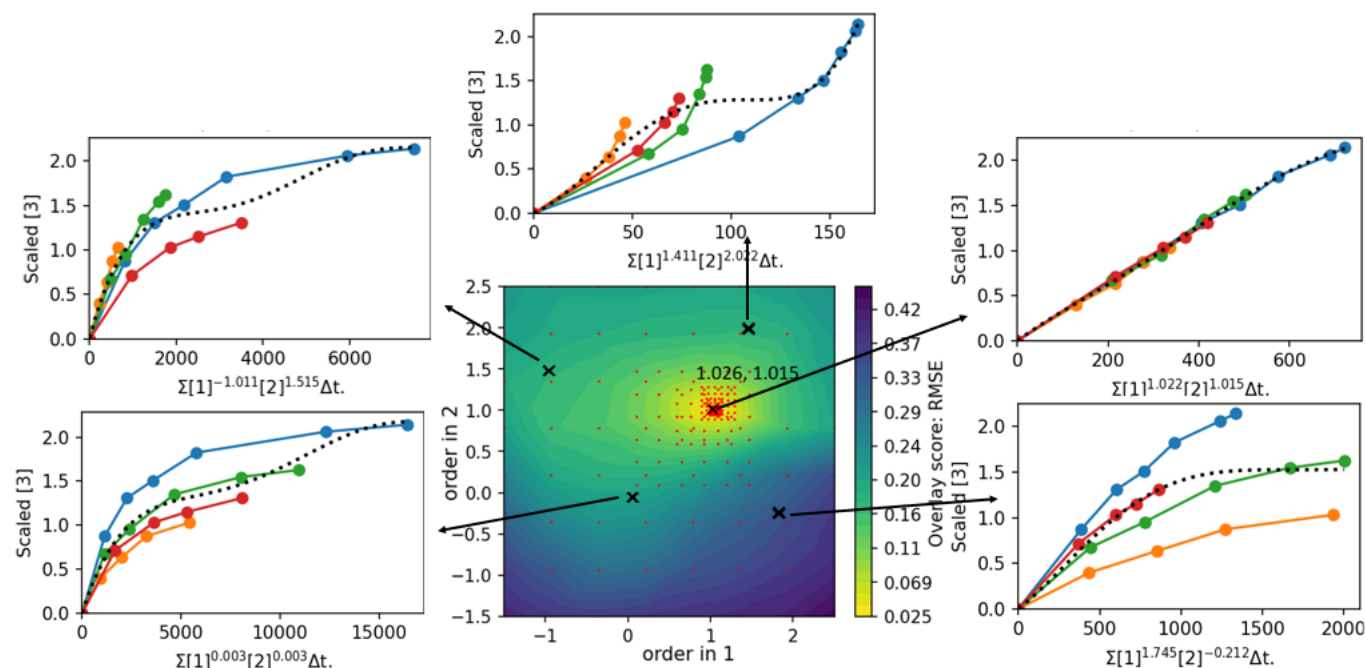 2.0
1.5
1.0
0.5
0.0
Scaled [3]
0 50 100 150
Σ[1]^1.411[2]^2.022Δt.
2.0
1.5
1.0
0.5
0.0
Scaled [3]
0 2000 4000 6000
Σ[1]^−1.011[2]^1.515Δt.
2.0
1.5
1.0
0.5
0.0
Scaled [3]
0 200 400 600
Σ[1]^1.022[2]^1.015Δt.
2.5
2.0
1.5
1.0
0.5
0.0
−0.5
−1.0
−1.5
order in 2
1.026, 1.015
−1 0 1 2
order in 1
0.42
0.37
0.33
0.29
0.24
0.20
0.16
0.11
0.069
0.025
Overlay score: RMSE
2.0
1.5
1.0
0.5
0.0
Scaled [3]
0 5000 10000 15000
Σ[1]^0.003[2]^0.003Δt.
2.0
1.5
1.0
0.5
0.0
Scaled [3]
0 500 1000 1500 2000
Σ[1]^1.745[2]^−0.212Δt.